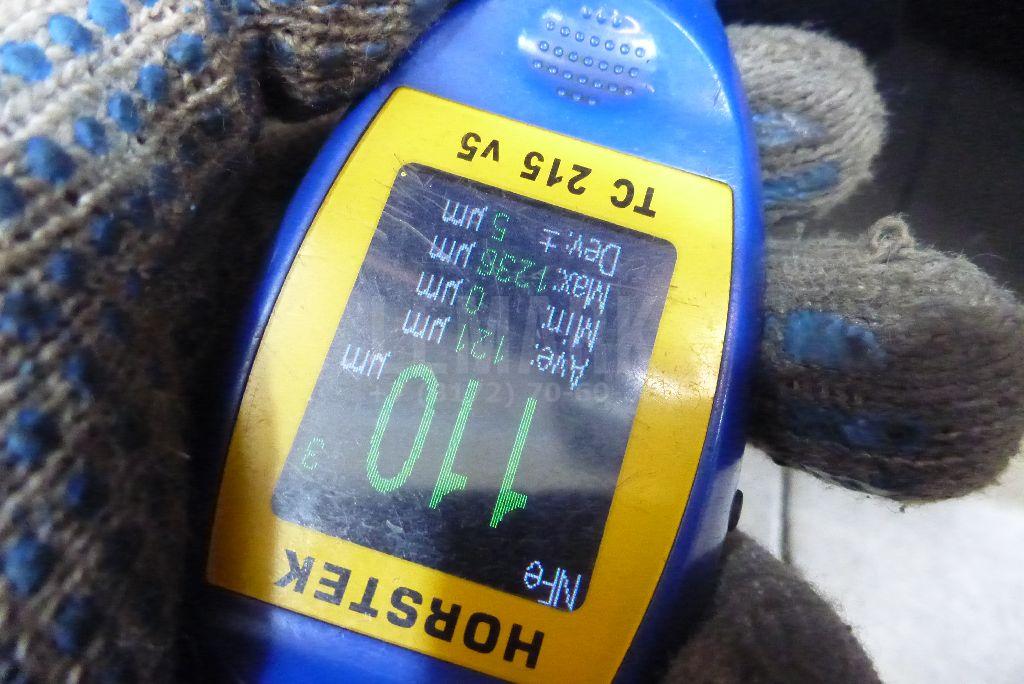 HORSTEK
NFe
3
110 µm
Ave: 121 µm
Min: 0 µm
Max: 1236 µm
Dev: ± 5 µm
TC 215 v5